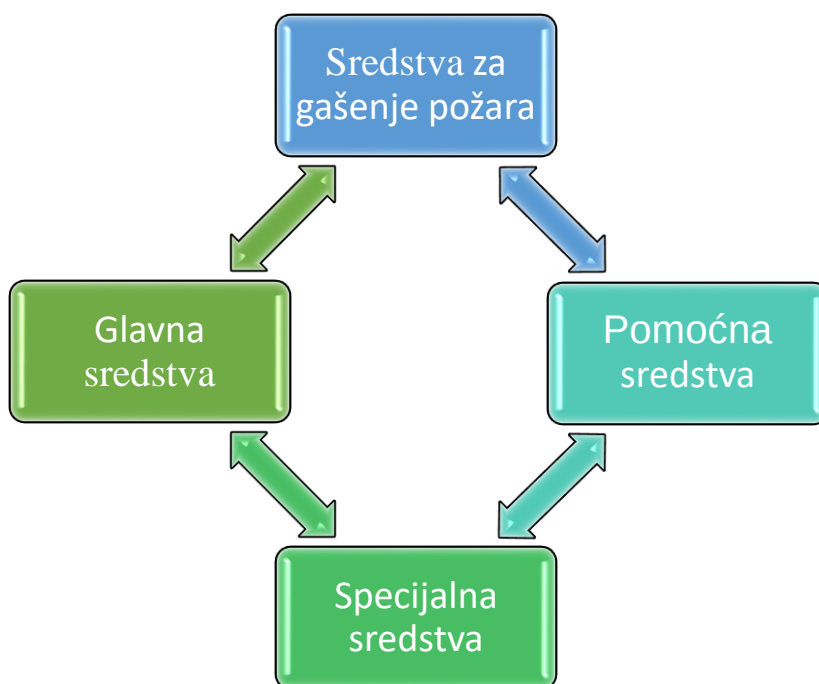 Sredstva za
gašenje požara
Glavna
sredstva
Pomoćna
sredstva
Specijalna
sredstva